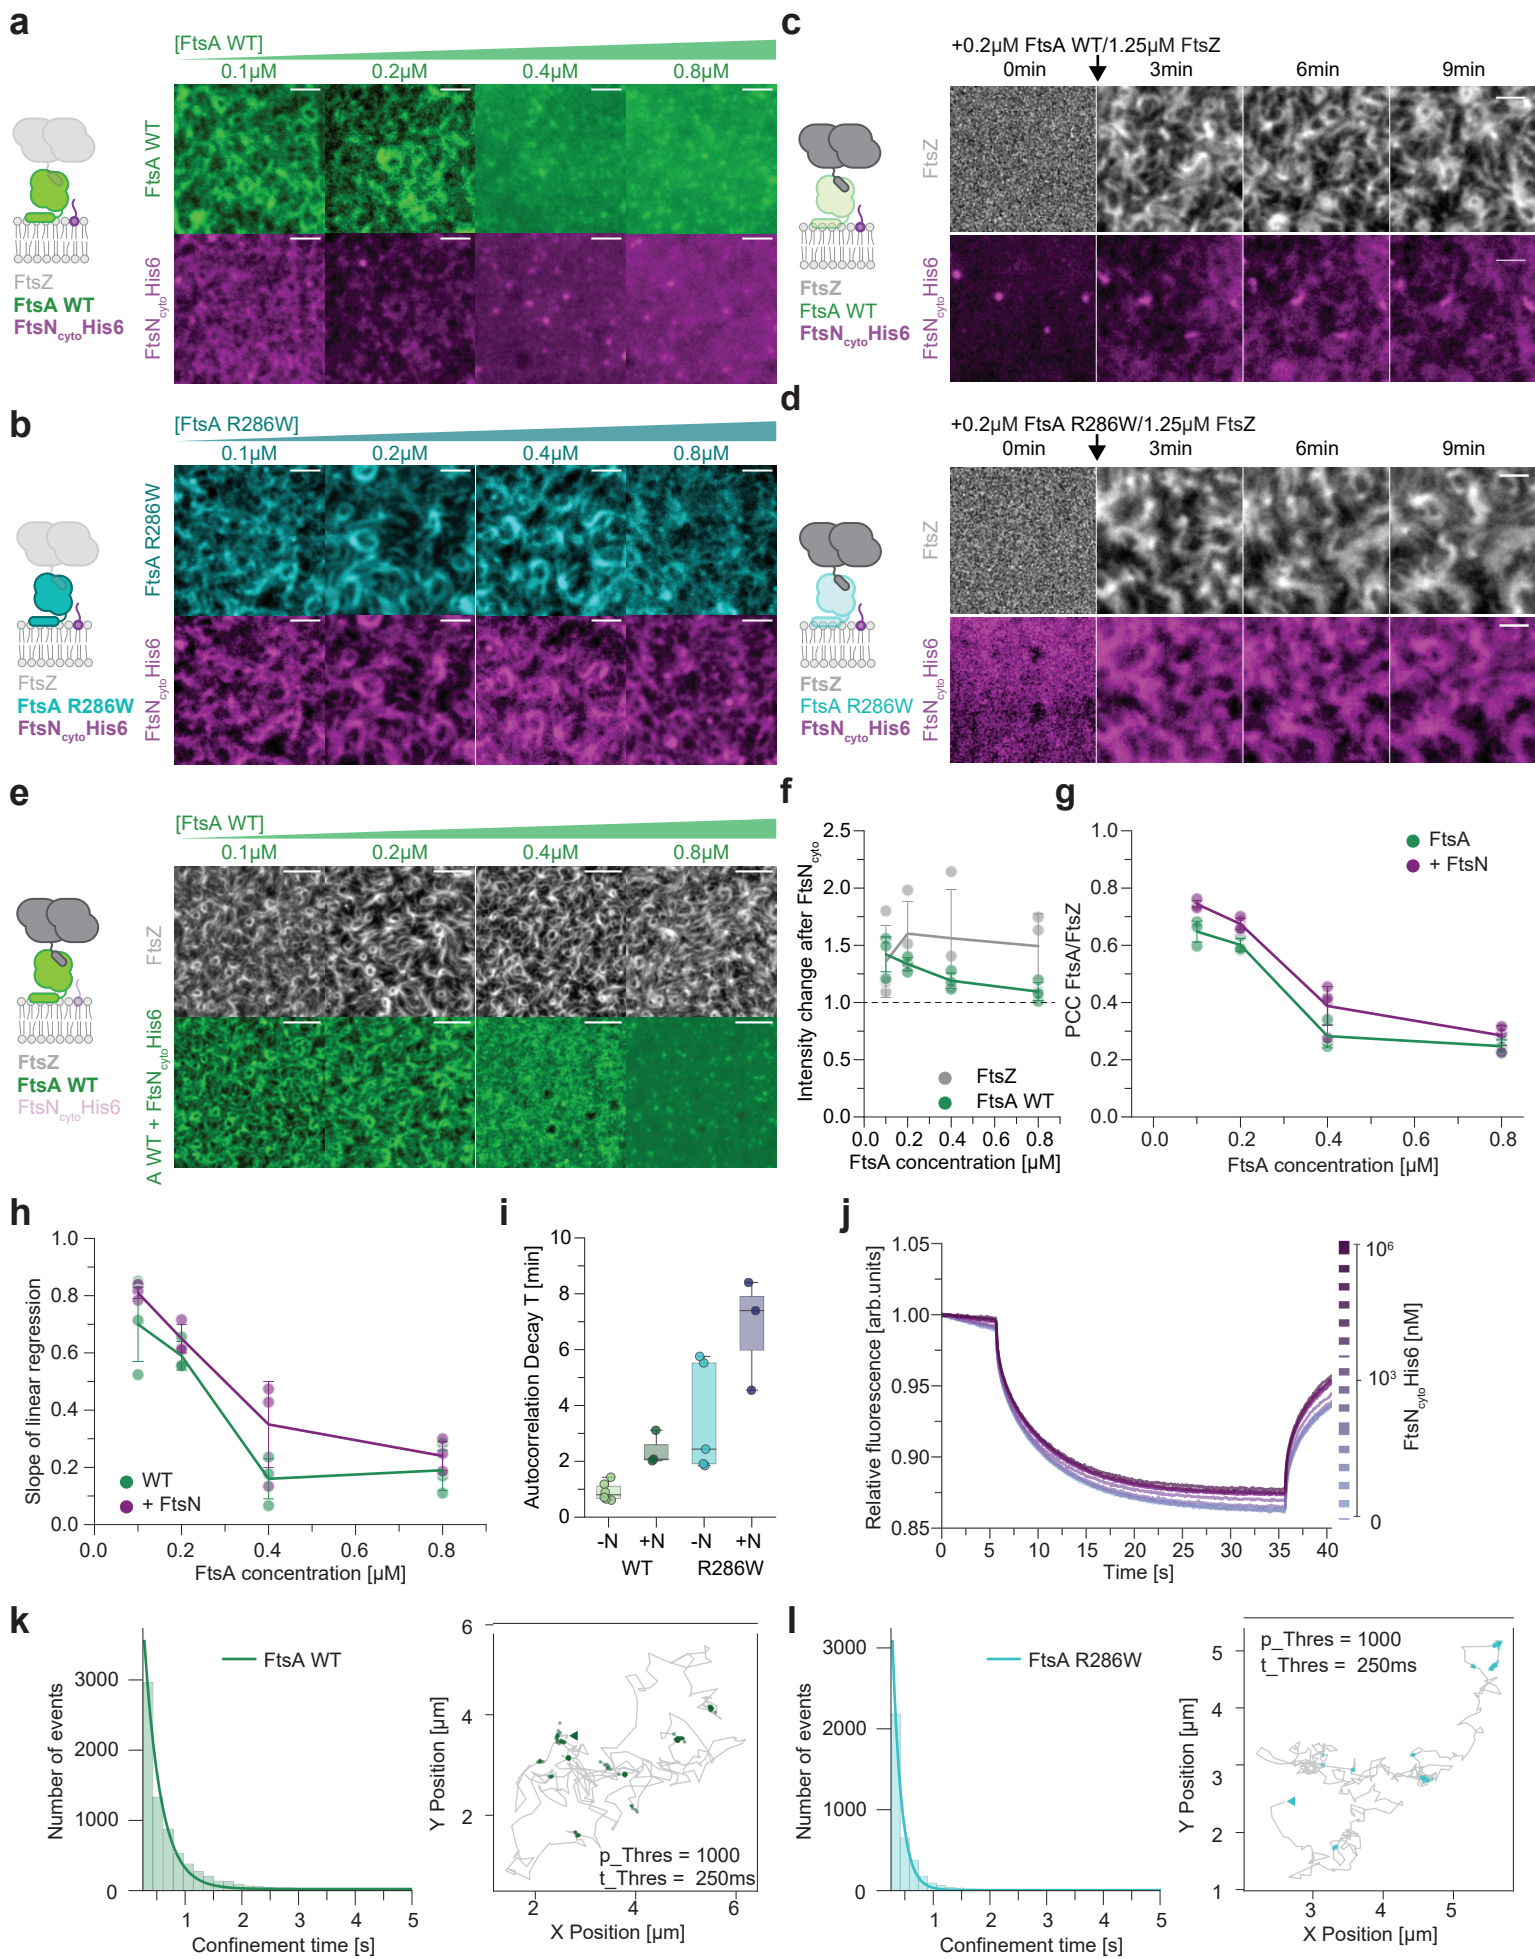 a
[FtsA WT]
0.1µM 0.2µM 0.4µM 0.8µM
FtsA WT
FtsNcytoHis6
FtsZ
FtsA WT
FtsNcytoHis6
c
+0.2µM FtsA WT/1.25µM FtsZ
0min 3min 6min 9min
FtsZ
FtsNcytoHis6
FtsZ
FtsA WT
FtsNcytoHis6
b
[FtsA R286W]
0.1µM 0.2µM 0.4µM 0.8µM
FtsA R286W
FtsNcytoHis6
FtsZ
FtsA R286W
FtsNcytoHis6
d
+0.2µM FtsA R286W/1.25µM FtsZ
0min 3min 6min 9min
FtsZ
FtsNcytoHis6
FtsZ
FtsA R286W
FtsNcytoHis6
e
[FtsA WT]
0.1µM 0.2µM 0.4µM 0.8µM
FtsZ
A WT + FtsNcytoHis6
FtsZ
FtsA WT
FtsNcytoHis6
f
Intensity change after FtsNcyto
2.5
2.0
1.5
1.0
0.5
0.0
FtsZ
FtsA WT
0.0 0.2 0.4 0.6 0.8
FtsA concentration [µM]
g
PCC FtsA/FtsZ
1.0
0.8
0.6
0.4
0.2
0.0
FtsA
+ FtsN
0.0 0.2 0.4 0.6 0.8
FtsA concentration [µM]
h
Slope of linear regression
1.0
0.8
0.6
0.4
0.2
0.0
WT
+ FtsN
0.0 0.2 0.4 0.6 0.8
FtsA concentration [µM]
i
Autocorrelation Decay T [min]
10
8
6
4
2
0
-N +N -N +N
WT R286W
j
Relative fluorescence [arb.units]
1.05
1.00
0.95
0.90
0.85
0 5 10 15 20 25 30 35 40
Time [s]
10⁶
10³
0
FtsNcytoHis6 [nM]
k
Number of events
3000
2000
1000
0
FtsA WT
1 2 3 4 5
Confinement time [s]
Y Position [µm]
6
4
2
p_Thres = 1000
t_Thres = 250ms
2 4 6
X Position [µm]
l
Number of events
3000
2000
1000
0
FtsA R286W
1 2 3 4 5
Confinement time [s]
Y Position [µm]
5
4
3
2
1
p_Thres = 1000
t_Thres = 250ms
3 4 5
X Position [µm]